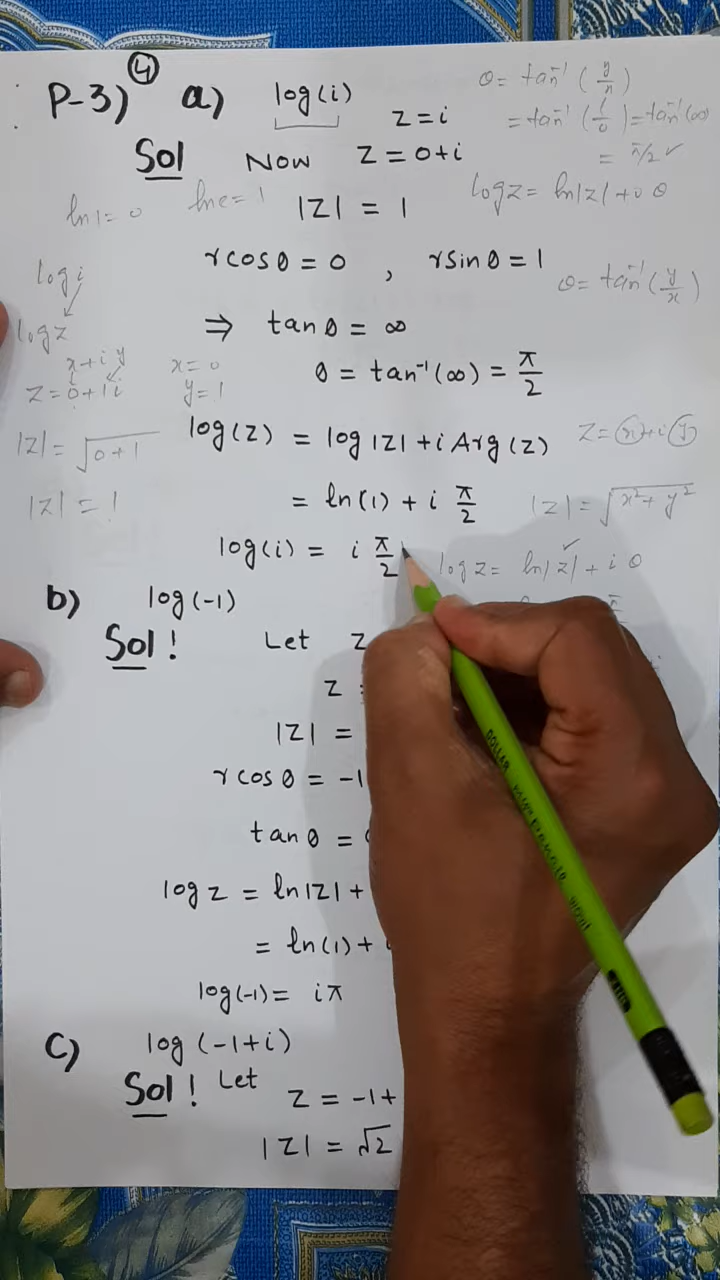 P-3) ④ a) log(i) θ = tan⁻¹(y/x)
z = i = tan⁻¹(1/0) = tan⁻¹(∞)
Sol Now z = 0+i = π/2 ✓
ln 1 = 0 ln e = 1 |z| = 1 log z = ln|z| + i θ
r cos θ = 0 , r sin θ = 1
log i θ = tan⁻¹(y/x)
log z ⇒ tan θ = ∞
x + i y x = 0
z = 0 + 1i y = 1 θ = tan⁻¹(∞) = π/2
|z| = √0+1 log(z) = log|z| + i Arg(z) z = x + i y
|z| = 1 = ln(1) + i π/2 |z| = √x²+y²
log(i) = i π/2 log z = ln|z| + i θ
b) log(-1)
Sol! Let z
z =
|z| =
r cos θ = -1
tan θ =
log z = ln|z| +
= ln(1) +
log(-1) = iπ
c) log(-1+i)
Sol! Let z = -1+
|z| = √2
DOLLAR